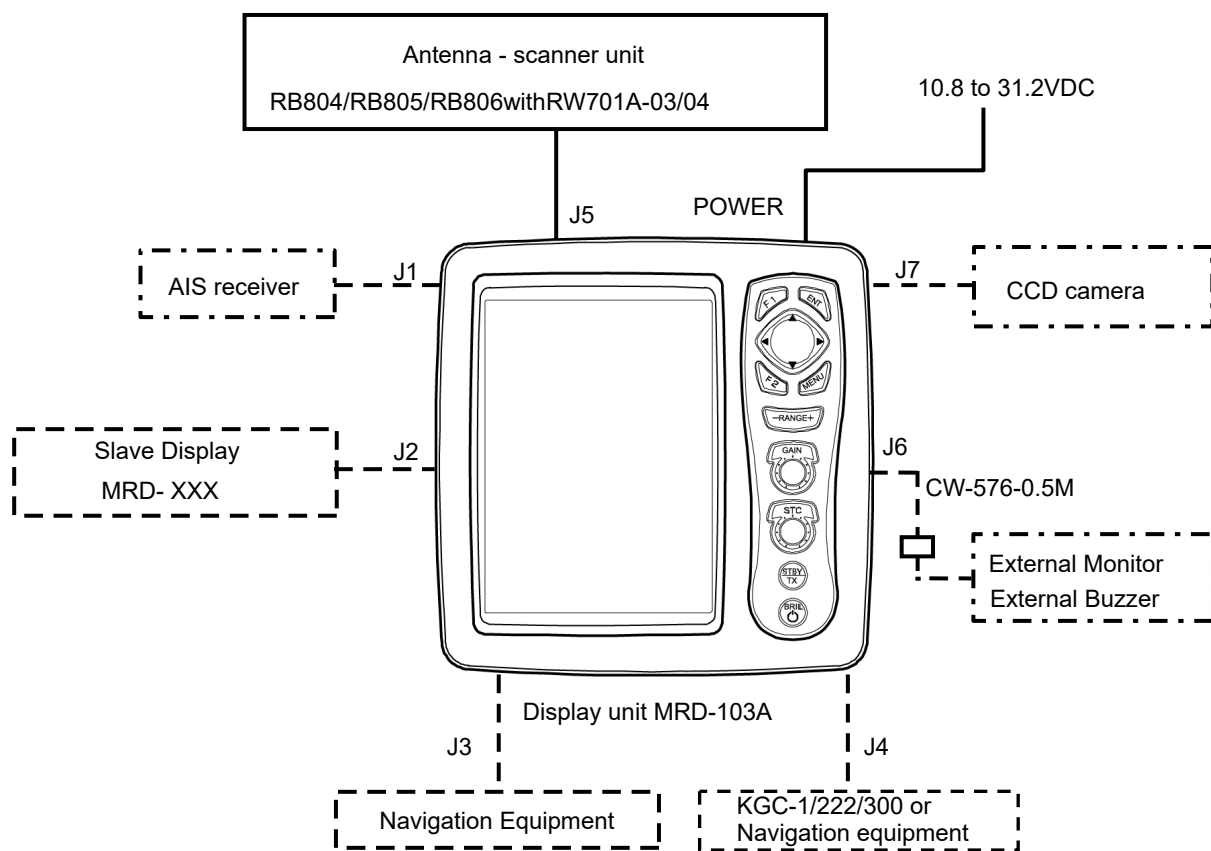 Antenna - scanner unit
RB804/RB805/RB806withRW701A-03/04
10.8 to 31.2VDC
POWER
J5
J1
AIS receiver
J7
CCD camera
F1
ENT
F2
MENU
−RANGE+
GAIN
STC
STBY
TX
BRIL
J2
Slave Display
MRD- XXX
J6
CW-576-0.5M
External Monitor
External Buzzer
Display unit MRD-103A
J3
J4
Navigation Equipment
KGC-1/222/300 or
Navigation equipment